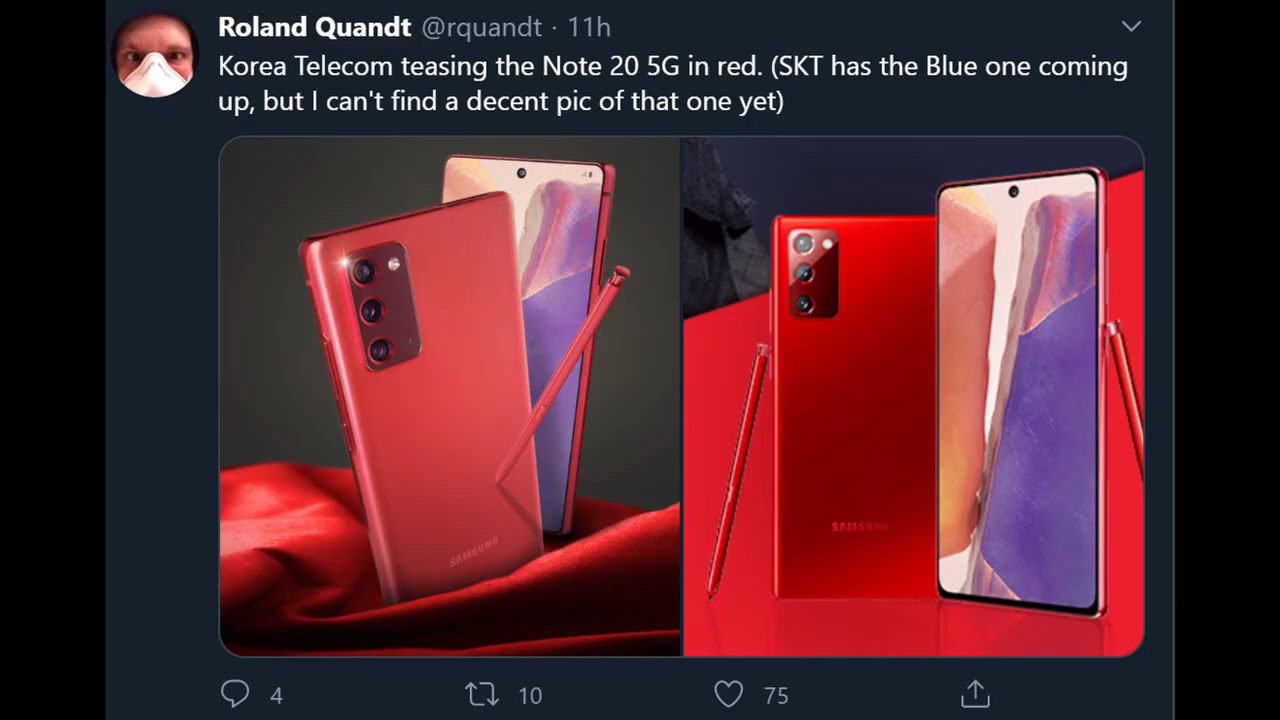 Roland Quandt @rquandt · 11h
Korea Telecom teasing the Note 20 5G in red. (SKT has the Blue one coming
up, but I can't find a decent pic of that one yet)
SAMSUNG
SAMSUNG
4 10 75